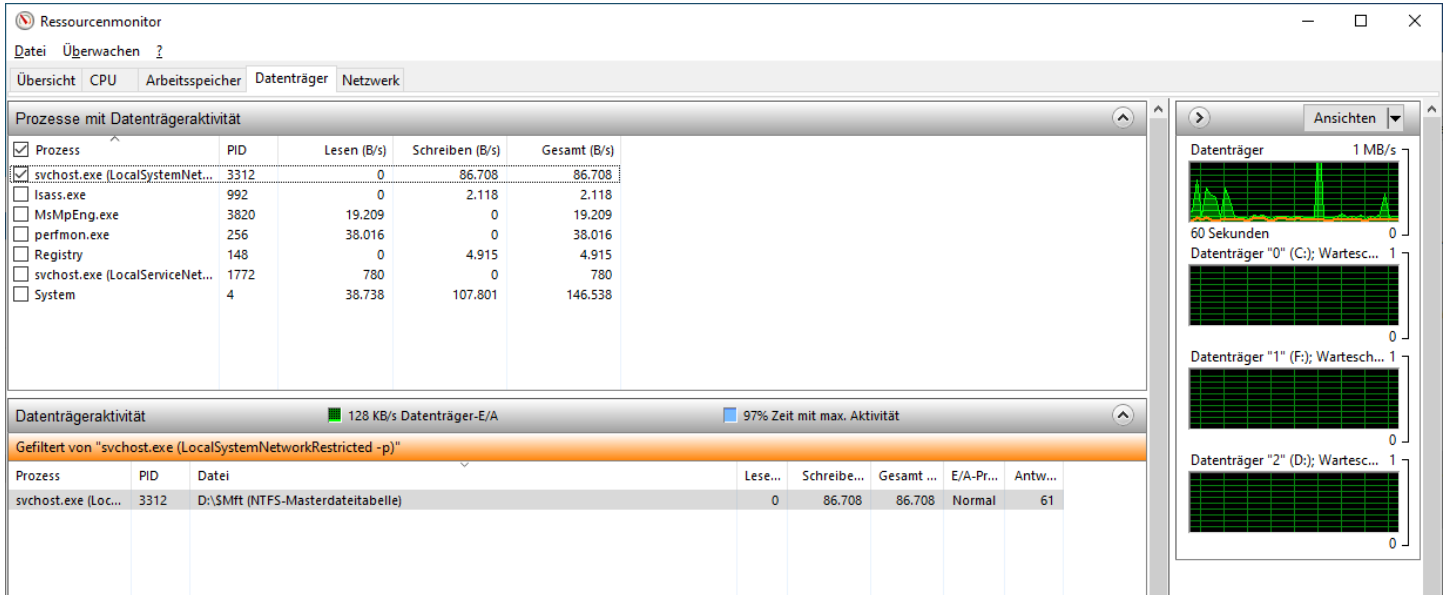 Ressourcenmonitor
Datei Überwachen ?
Übersicht CPU Arbeitsspeicher Datenträger Netzwerk
Prozesse mit Datenträgeraktivität
Prozess PID Lesen (B/s) Schreiben (B/s) Gesamt (B/s)
svchost.exe (LocalSystemNet... 3312 0 86.708 86.708
lsass.exe 992 0 2.118 2.118
MsMpEng.exe 3820 19.209 0 19.209
perfmon.exe 256 38.016 0 38.016
Registry 148 0 4.915 4.915
svchost.exe (LocalServiceNet... 1772 780 0 780
System 4 38.738 107.801 146.538
Datenträgeraktivität 128 KB/s Datenträger-E/A 97% Zeit mit max. Aktivität
Gefiltert von "svchost.exe (LocalSystemNetworkRestricted -p)"
Prozess PID Datei Lese... Schreibe... Gesamt ... E/A-Pr... Antw...
svchost.exe (Loc... 3312 D:\$Mft (NTFS-Masterdateitabelle) 0 86.708 86.708 Normal 61
Ansichten
Datenträger 1 MB/s
60 Sekunden 0
Datenträger "0" (C:); Wartesc... 1
0
Datenträger "1" (F:); Wartesch... 1
0
Datenträger "2" (D:); Wartesc... 1
0